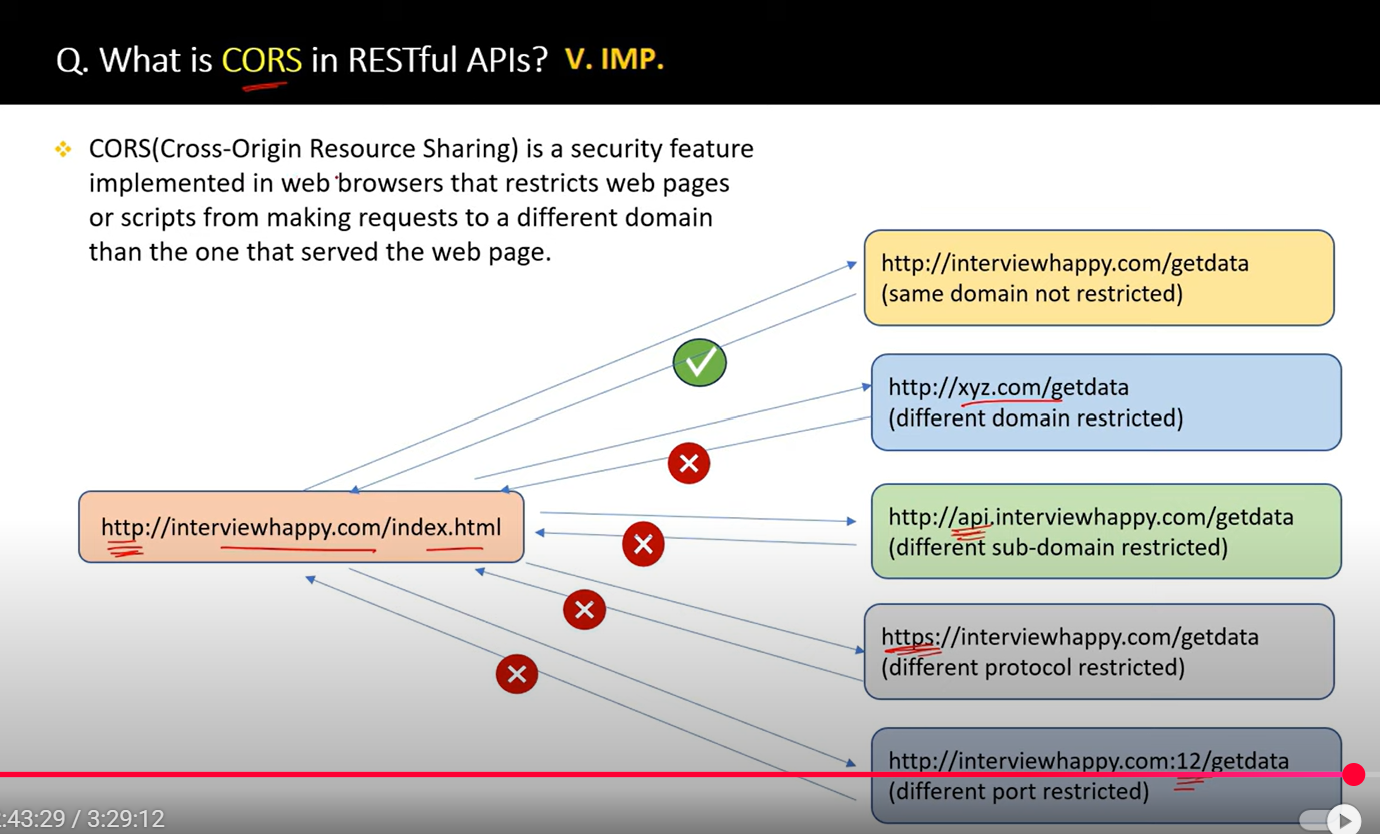 Q. What is CORS in RESTful APIs? V. IMP.
CORS(Cross-Origin Resource Sharing) is a security feature
implemented in web browsers that restricts web pages
or scripts from making requests to a different domain
than the one that served the web page.
http://interviewhappy.com/getdata
(same domain not restricted)
http://xyz.com/getdata
(different domain restricted)
http://interviewhappy.com/index.html
http://api.interviewhappy.com/getdata
(different sub-domain restricted)
https://interviewhappy.com/getdata
(different protocol restricted)
http://interviewhappy.com:12/getdata
(different port restricted)
:43:29 / 3:29:12